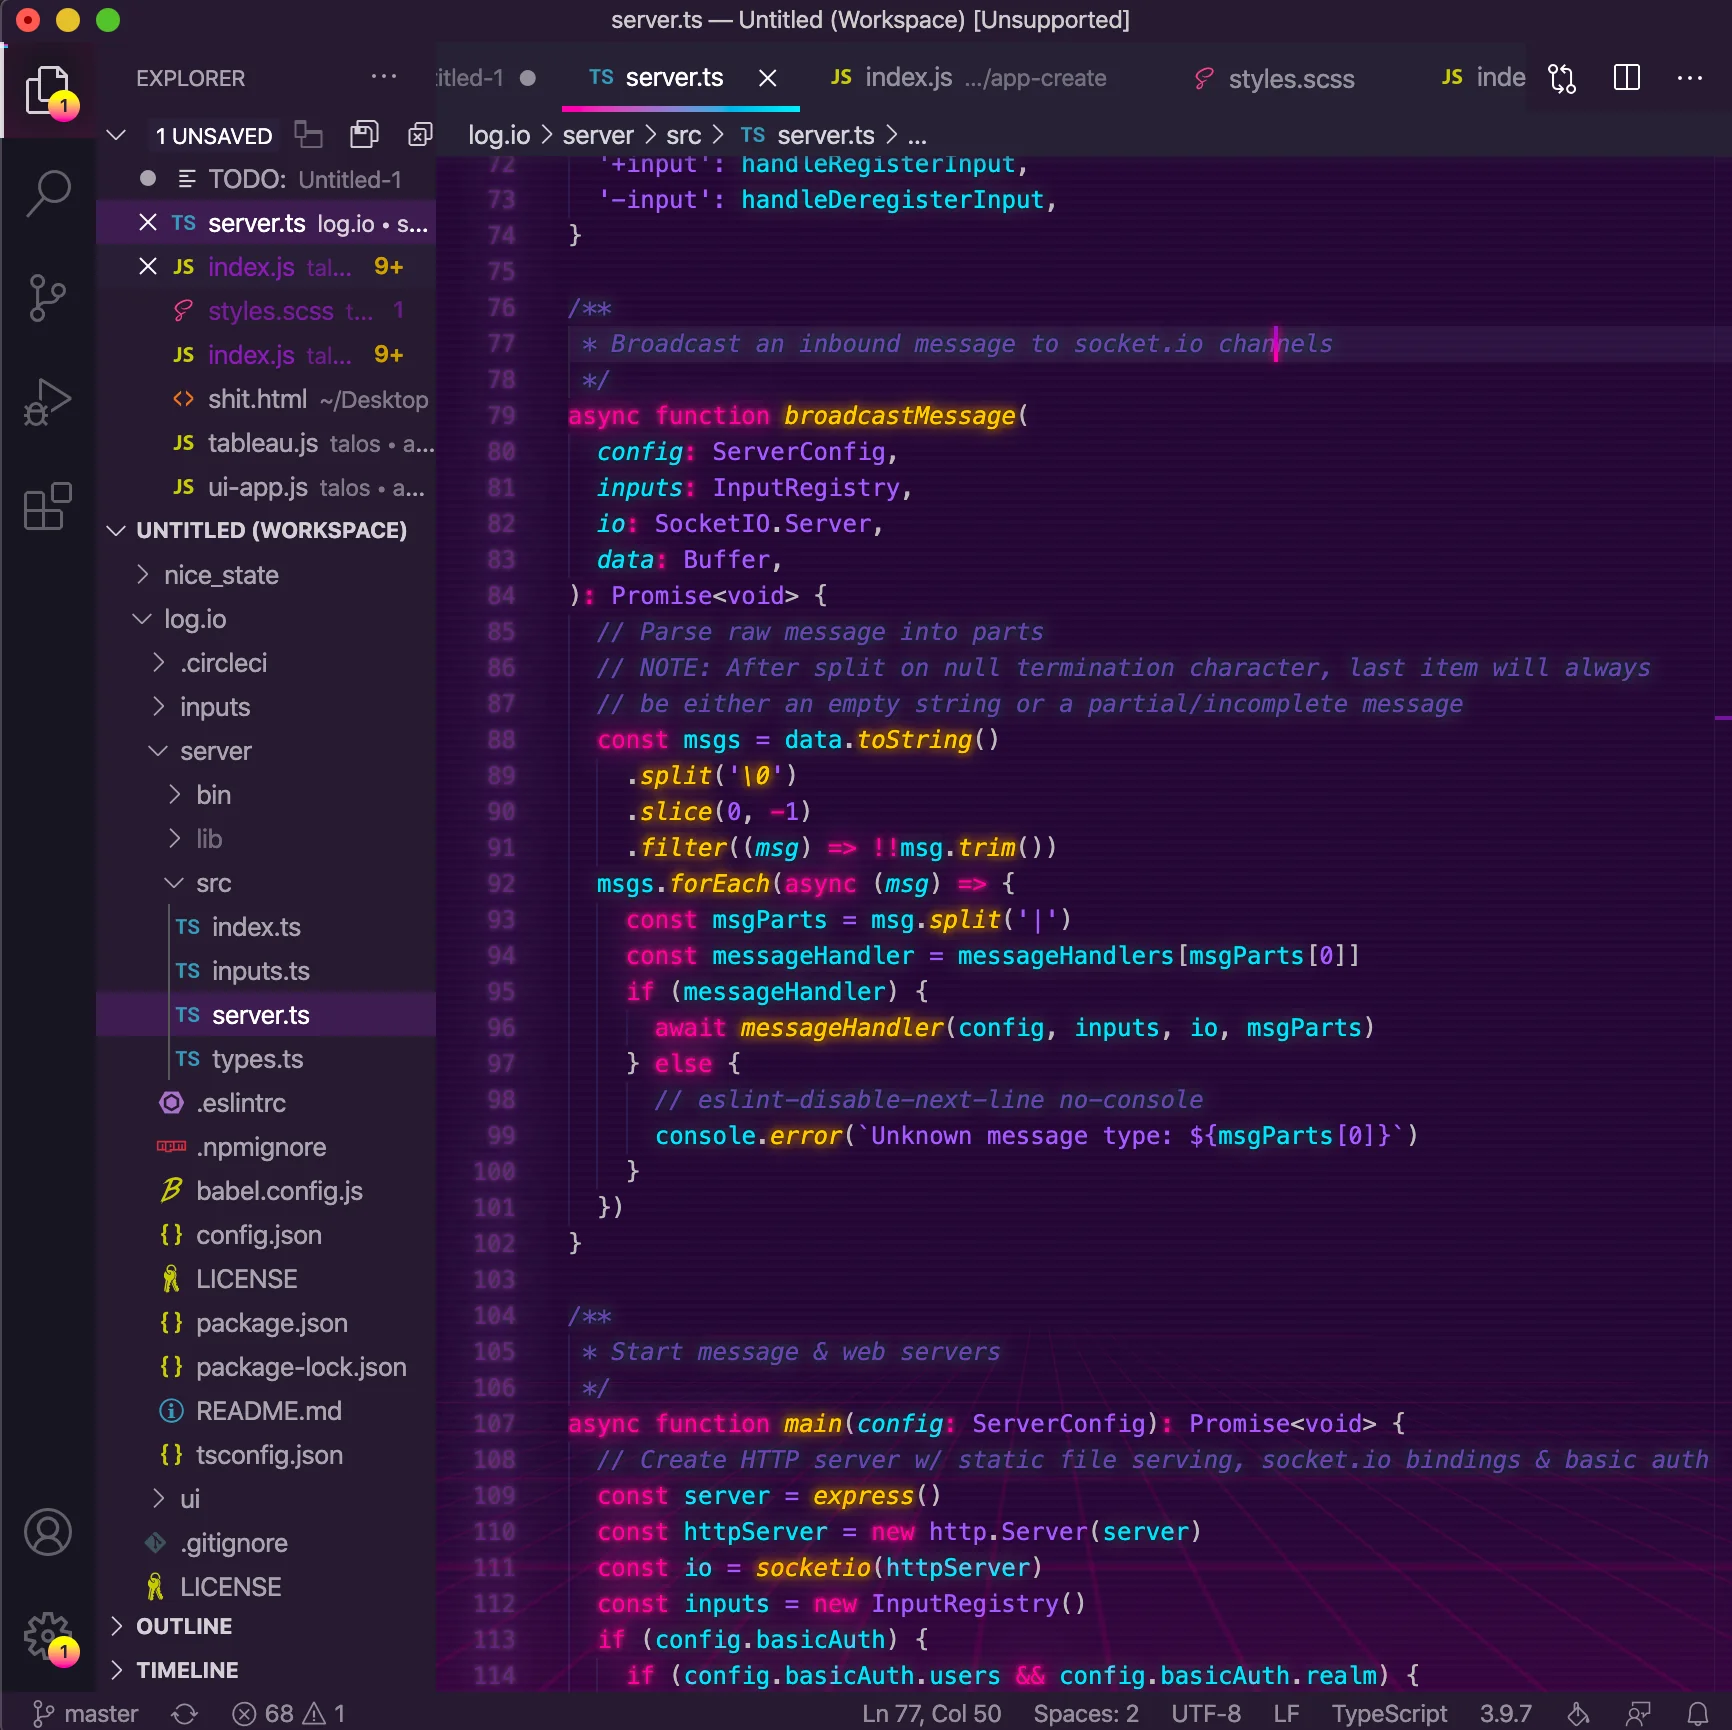 server.ts — Untitled (Workspace) [Unsupported]
EXPLORER
itled-1
TS server.ts
JS index.js .../app-create
styles.scss
JS inde
1
1 UNSAVED
TODO: Untitled-1
TS server.ts log.io • s...
JS index.js tal... 9+
styles.scss t... 1
JS index.js tal... 9+
<> shit.html ~/Desktop
JS tableau.js talos • a...
JS ui-app.js talos • a...
UNTITLED (WORKSPACE)
nice_state
log.io
.circleci
inputs
server
bin
lib
src
TS index.ts
TS inputs.ts
TS server.ts
TS types.ts
.eslintrc
npm .npmignore
babel.config.js
{} config.json
LICENSE
{} package.json
{} package-lock.json
README.md
{} tsconfig.json
ui
.gitignore
LICENSE
OUTLINE
TIMELINE
1
log.io > server > src > TS server.ts > ...
72 '+input': handleRegisterInput,
73 '-input': handleDeregisterInput,
74 }
75
76 /**
77 * Broadcast an inbound message to socket.io channels
78 */
79 async function broadcastMessage(
80 config: ServerConfig,
81 inputs: InputRegistry,
82 io: SocketIO.Server,
83 data: Buffer,
84 ): Promise<void> {
85 // Parse raw message into parts
86 // NOTE: After split on null termination character, last item will always
87 // be either an empty string or a partial/incomplete message
88 const msgs = data.toString()
89 .split('\0')
90 .slice(0, -1)
91 .filter((msg) => !!msg.trim())
92 msgs.forEach(async (msg) => {
93 const msgParts = msg.split('|')
94 const messageHandler = messageHandlers[msgParts[0]]
95 if (messageHandler) {
96 await messageHandler(config, inputs, io, msgParts)
97 } else {
98 // eslint-disable-next-line no-console
99 console.error(`Unknown message type: ${msgParts[0]}`)
100 }
101 })
102 }
103
104 /**
105 * Start message & web servers
106 */
107 async function main(config: ServerConfig): Promise<void> {
108 // Create HTTP server w/ static file serving, socket.io bindings & basic auth
109 const server = express()
110 const httpServer = new http.Server(server)
111 const io = socketio(httpServer)
112 const inputs = new InputRegistry()
113 if (config.basicAuth) {
114 if (config.basicAuth.users && config.basicAuth.realm) {
master 68 1 Ln 77, Col 50 Spaces: 2 UTF-8 LF TypeScript 3.9.7